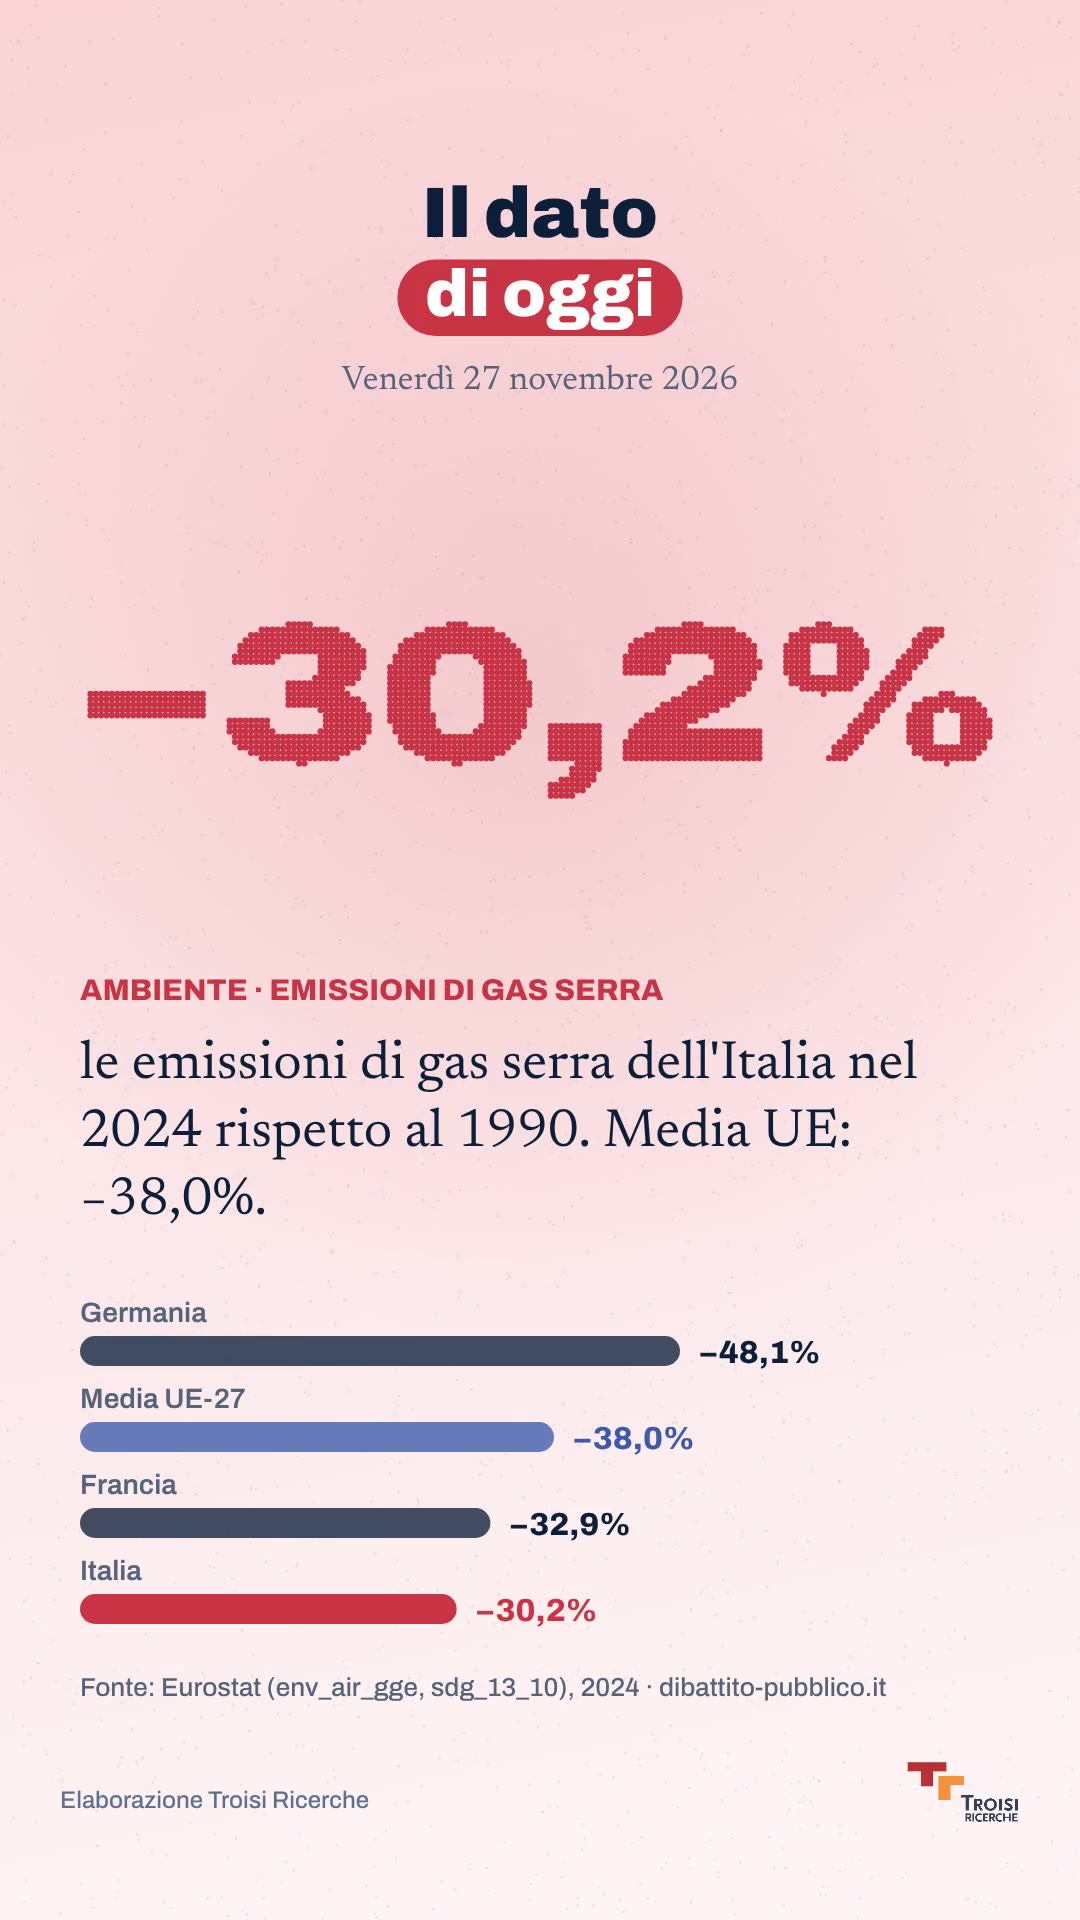 Il dato
di oggi
Venerdì 27 novembre 2026
−30,2%
AMBIENTE · EMISSIONI DI GAS SERRA
le emissioni di gas serra dell'Italia nel
2024 rispetto al 1990. Media UE:
−38,0%.
Germania
−48,1%
Media UE-27
−38,0%
Francia
−32,9%
Italia
−30,2%
Fonte: Eurostat (env_air_gge, sdg_13_10), 2024 · dibattito-pubblico.it
Elaborazione Troisi Ricerche
TROISI
RICERCHE